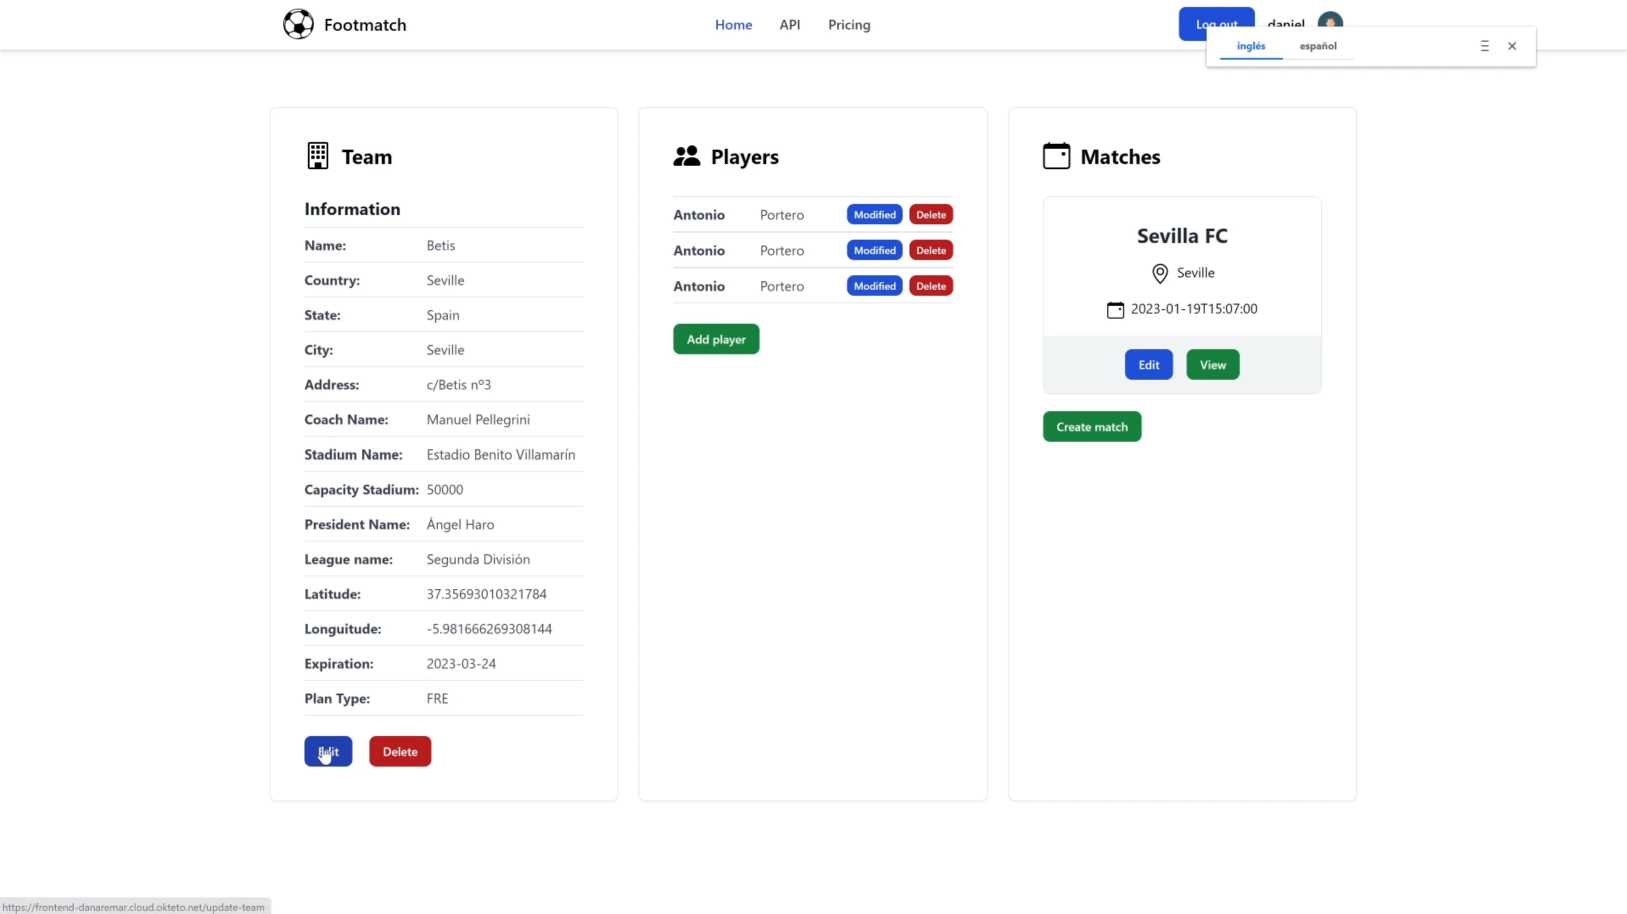 Footmatch
Home API Pricing
Log out daniel
inglés español
Team
Information
Name: Betis
Country: Seville
State: Spain
City: Seville
Address: c/Betis nº3
Coach Name: Manuel Pellegrini
Stadium Name: Estadio Benito Villamarín
Capacity Stadium: 50000
President Name: Ángel Haro
League name: Segunda División
Latitude: 37.35693010321784
Longuitude: -5.981666269308144
Expiration: 2023-03-24
Plan Type: FRE
Edit Delete
Players
Antonio Portero Modified Delete
Antonio Portero Modified Delete
Antonio Portero Modified Delete
Add player
Matches
Sevilla FC
Seville
2023-01-19T15:07:00
Edit View
Create match
https://frontend-danaremar.cloud.okteto.net/update-team